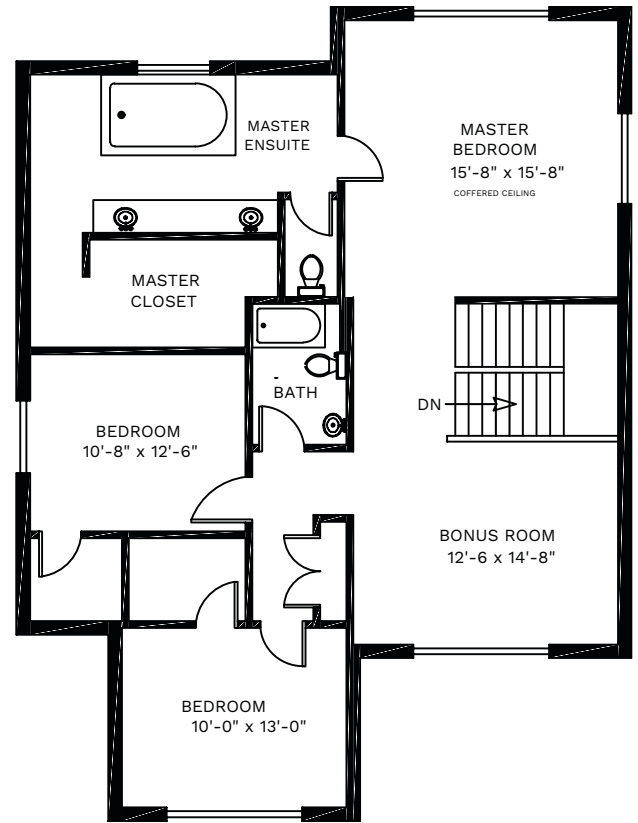 MASTER
ENSUITE
MASTER
BEDROOM
15'-8" x 15'-8"
COFFERED CEILING
MASTER
CLOSET
BATH
DN
BEDROOM
10'-8" x 12'-6"
BONUS ROOM
12'-6 x 14'-8"
BEDROOM
10'-0" x 13'-0"